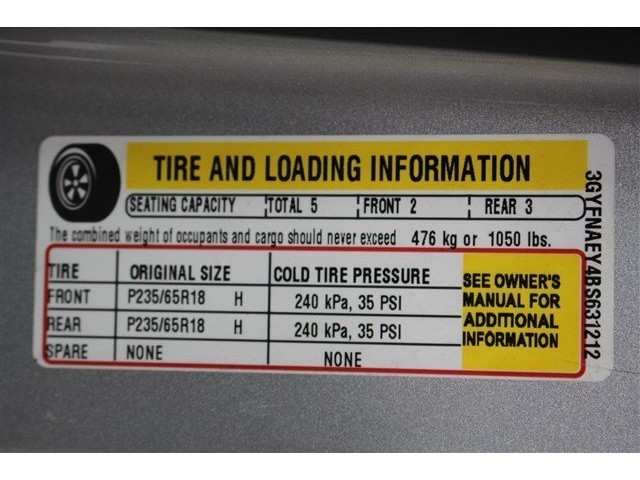 TIRE AND LOADING INFORMATION
SEATING CAPACITY TOTAL 5 FRONT 2 REAR 3
The combined weight of occupants and cargo should never exceed 476 kg or 1050 lbs.
TIRE ORIGINAL SIZE COLD TIRE PRESSURE
FRONT P235/65R18 H 240 kPa, 35 PSI
REAR P235/65R18 H 240 kPa, 35 PSI
SPARE NONE NONE
SEE OWNER'S
MANUAL FOR
ADDITIONAL
INFORMATION
3GYFNAEY4BS631212